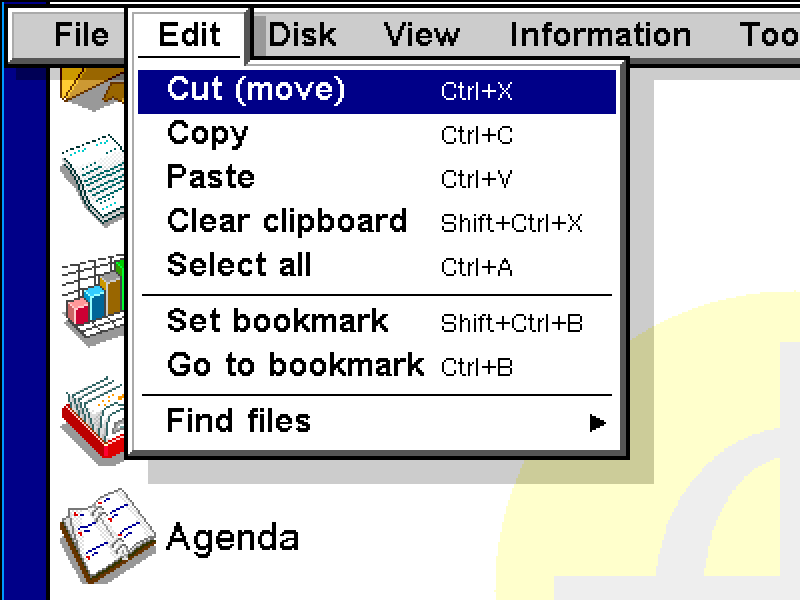 File Edit Disk View Information Too
Cut (move) Ctrl+X
Copy Ctrl+C
Paste Ctrl+V
Clear clipboard Shift+Ctrl+X
Select all Ctrl+A
Set bookmark Shift+Ctrl+B
Go to bookmark Ctrl+B
Find files
Agenda